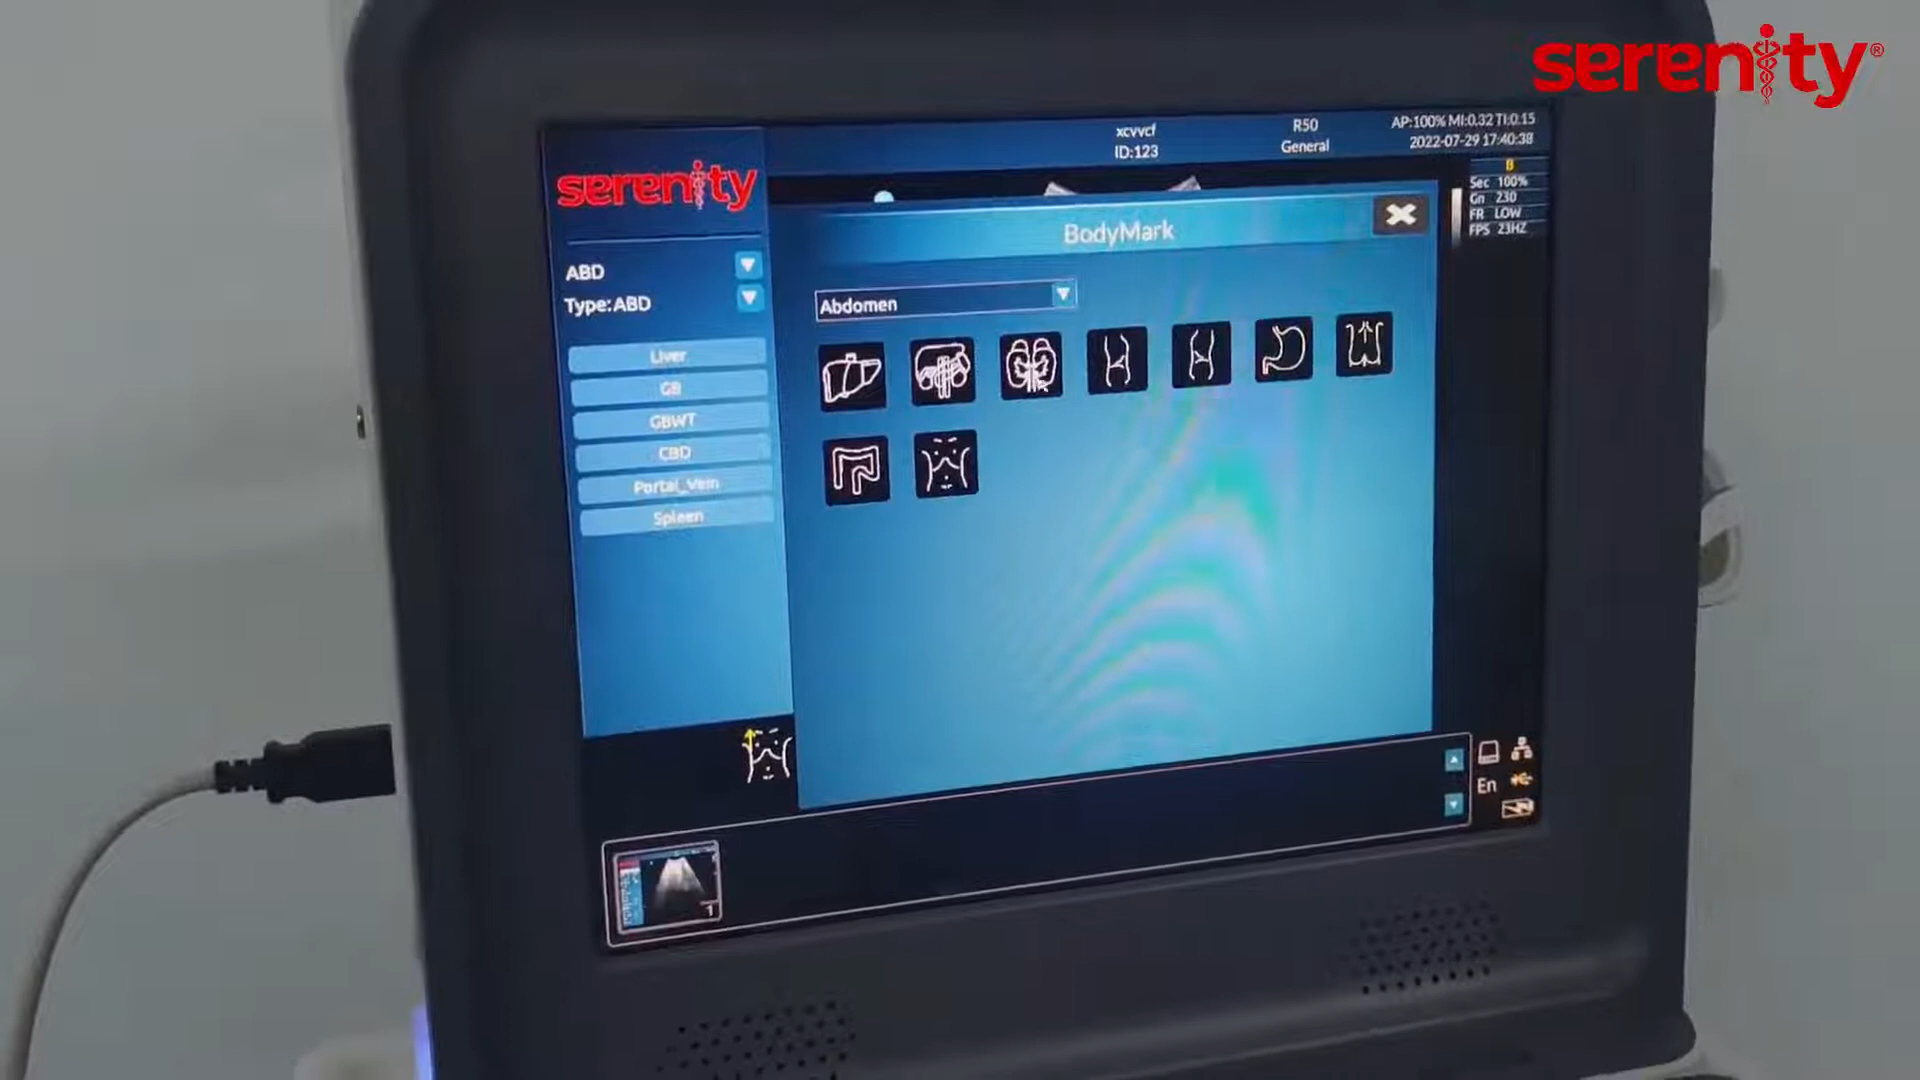 serenity®
serenity
xcvvcf
ID:123
R50
General
AP:100% MI:0.32 TI:0.15
2022-07-29 17:40:38
B
Sec 100%
Gn 230
FR LOW
FPS 23HZ
BodyMark
ABD
Type:ABD
Abdomen
Liver
GB
GBWT
CBD
Portal_Vein
Spleen
En
1